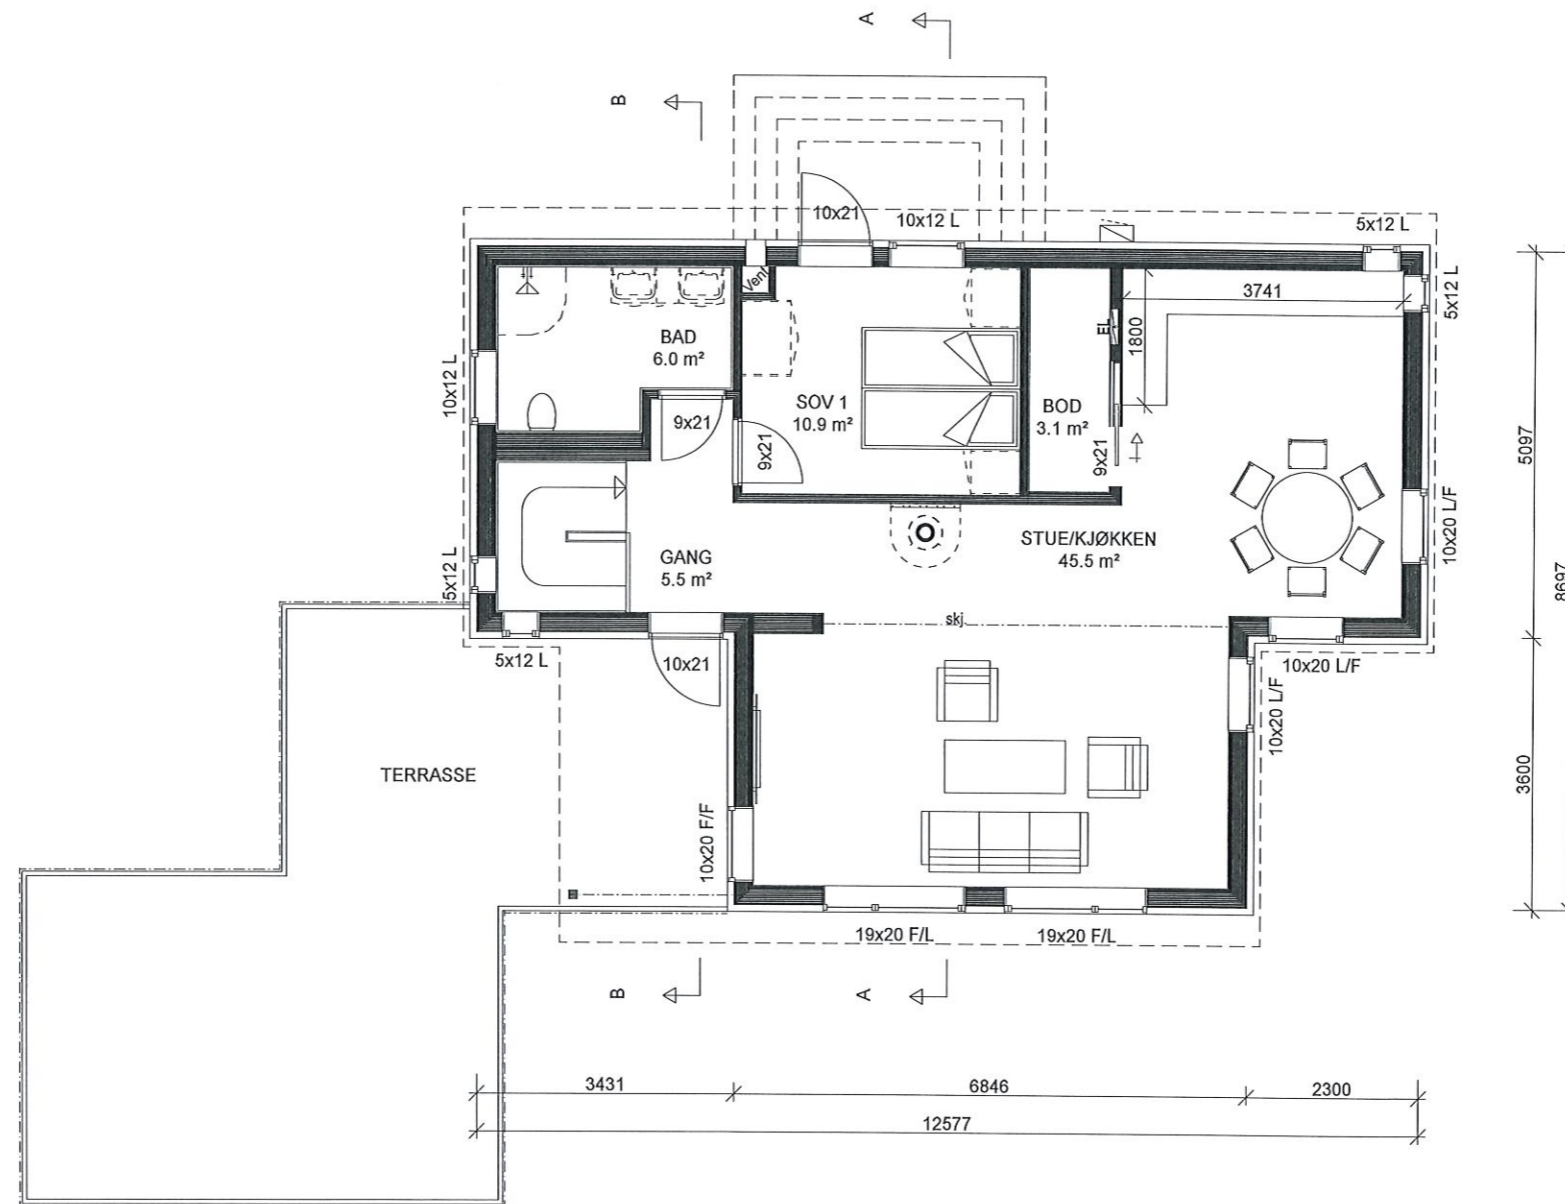 A
B
10x21
10x12 L
5x12 L
5x12 L
Vent
3741
1800
EL
BAD
6.0 m²
10x12 L
SOV 1
10.9 m²
BOD
3.1 m²
9x21
9x21
9x21
5097
10x20 L/F
STUE/KJØKKEN
45.5 m²
GANG
5.5 m²
5x12 L
8697
skj.
5x12 L
10x21
10x20 L/F
10x20 L/F
TERRASSE
3600
10x20 F/F
19x20 F/L
19x20 F/L
B
A
3431
6846
2300
12577